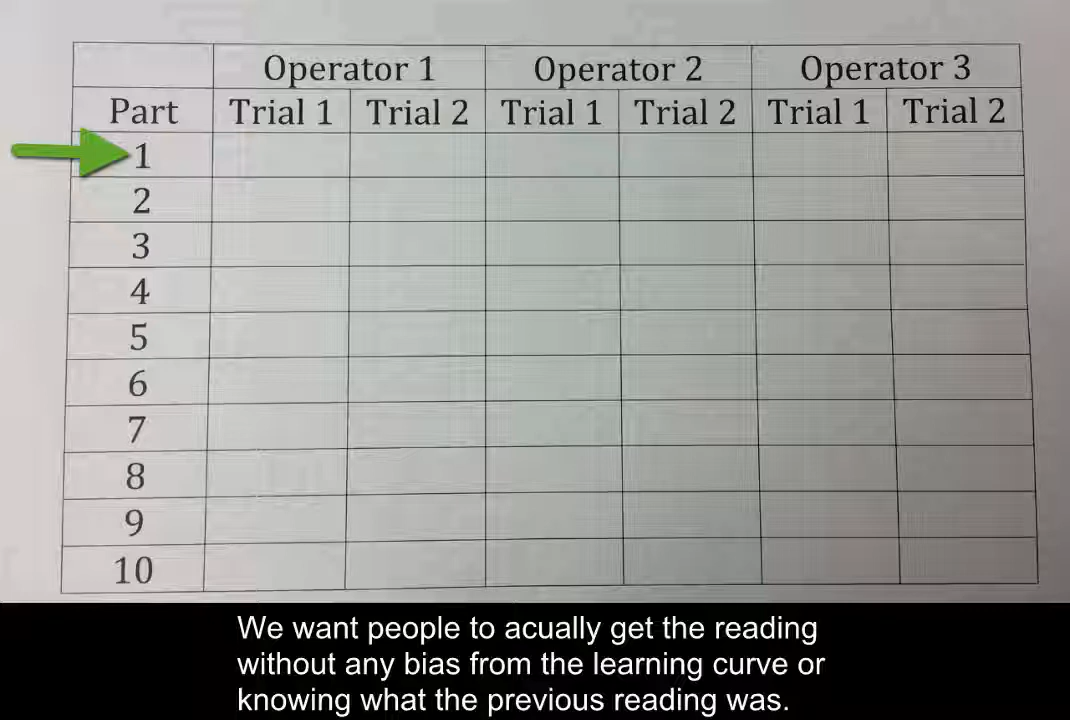 Operator 1 Operator 2 Operator 3
Part Trial 1 Trial 2 Trial 1 Trial 2 Trial 1 Trial 2
1
2
3
4
5
6
7
8
9
10
We want people to acually get the reading
without any bias from the learning curve or
knowing what the previous reading was.